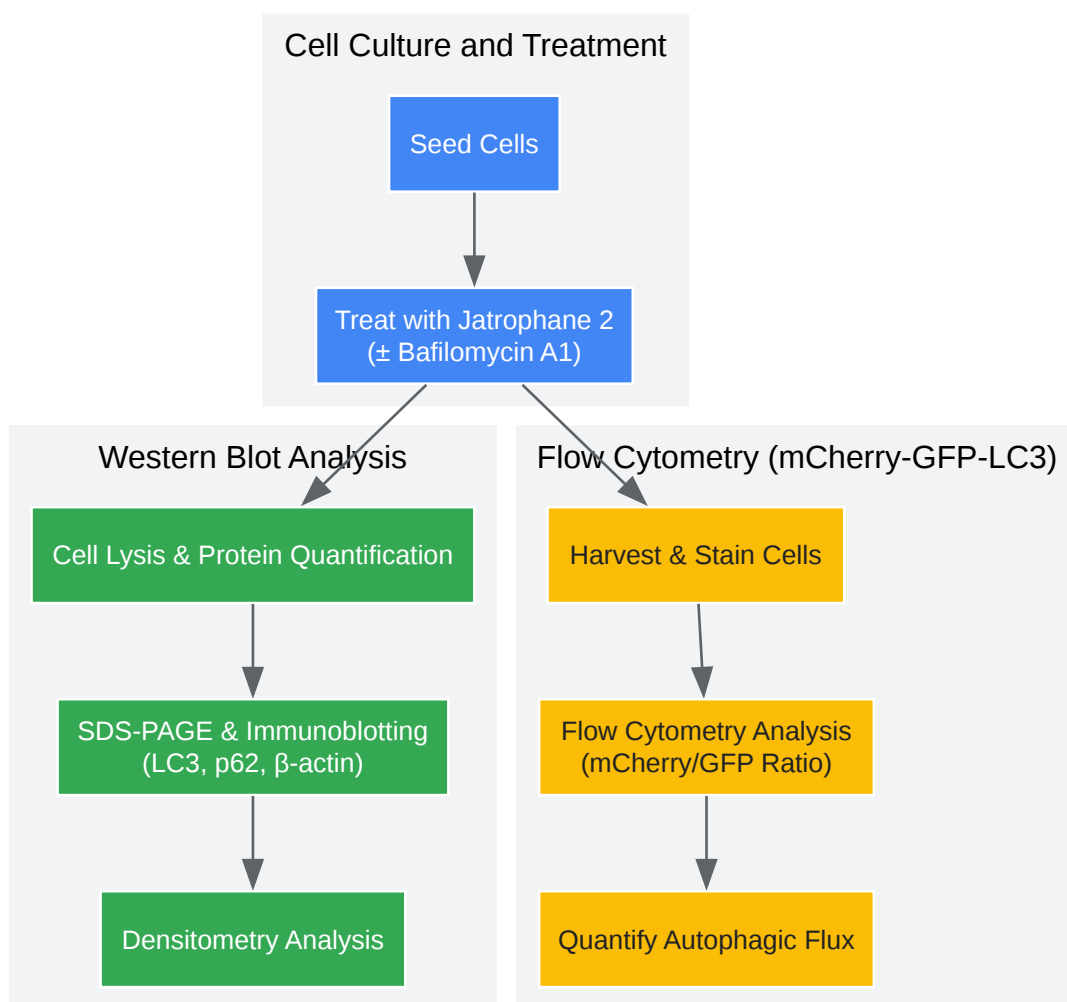 Cell Culture and Treatment
Seed Cells
Treat with Jatrophane 2
(± Bafilomycin A1)
Western Blot Analysis
Cell Lysis & Protein Quantification
SDS-PAGE & Immunoblotting
(LC3, p62, β-actin)
Densitometry Analysis
Flow Cytometry (mCherry-GFP-LC3)
Harvest & Stain Cells
Flow Cytometry Analysis
(mCherry/GFP Ratio)
Quantify Autophagic Flux